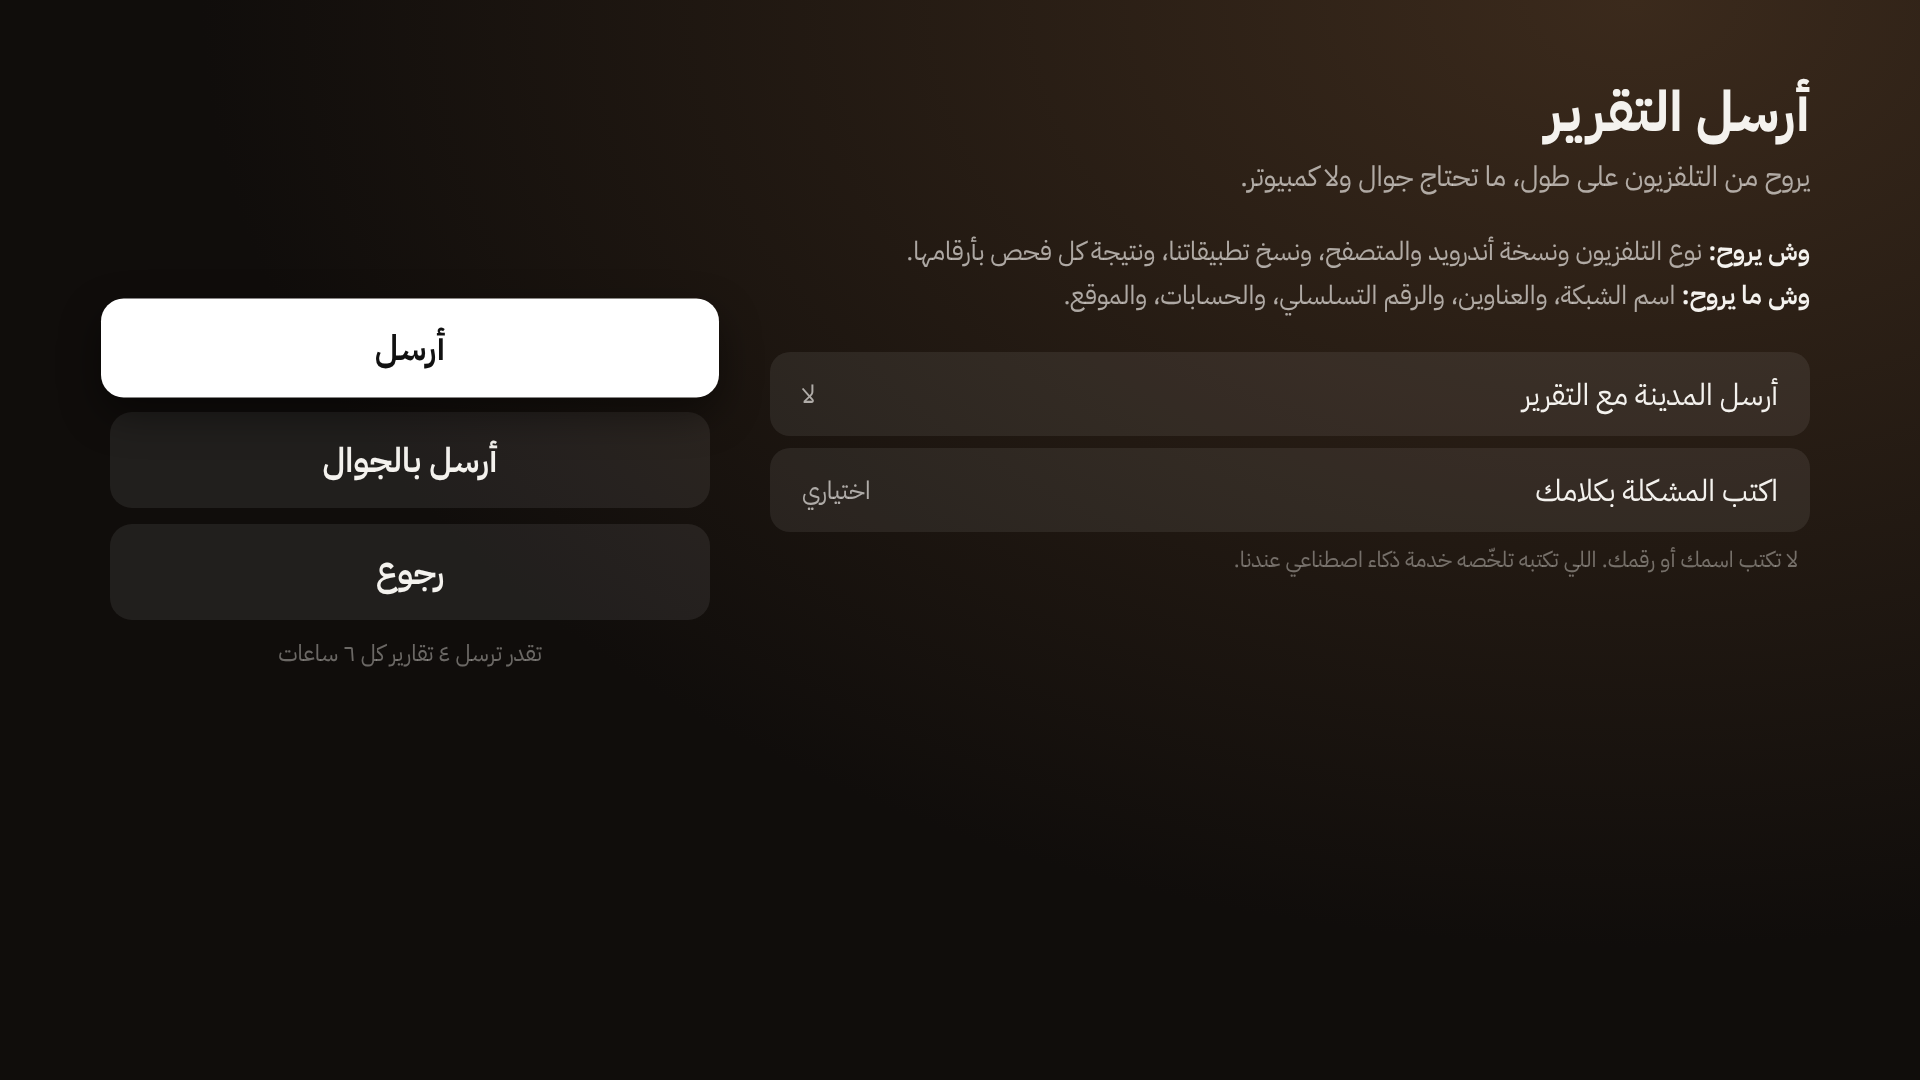 أرسل التقرير
يروح من التلفزيون على طول، ما تحتاج جوال ولا كمبيوتر.
وش يروح: نوع التلفزيون ونسخة أندرويد والمتصفح، ونسخ تطبيقاتنا، ونتيجة كل فحص بأرقامها.
وش ما يروح: اسم الشبكة، والعناوين، والرقم التسلسلي، والحسابات، والموقع.
أرسل المدينة مع التقرير لا
اكتب المشكلة بكلامك اختياري
لا تكتب اسمك أو رقمك. اللي تكتبه تلخّصه خدمة ذكاء اصطناعي عندنا.
أرسل
أرسل بالجوال
رجوع
تقدر ترسل ٤ تقارير كل ٦ ساعات